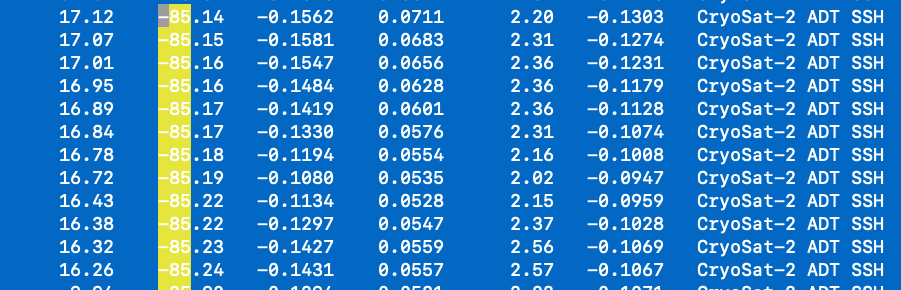 17.12 -85.14 -0.1562 0.0711 2.20 -0.1303 CryoSat-2 ADT SSH
17.07 -85.15 -0.1581 0.0683 2.31 -0.1274 CryoSat-2 ADT SSH
17.01 -85.16 -0.1547 0.0656 2.36 -0.1231 CryoSat-2 ADT SSH
16.95 -85.16 -0.1484 0.0628 2.36 -0.1179 CryoSat-2 ADT SSH
16.89 -85.17 -0.1419 0.0601 2.36 -0.1128 CryoSat-2 ADT SSH
16.84 -85.17 -0.1330 0.0576 2.31 -0.1074 CryoSat-2 ADT SSH
16.78 -85.18 -0.1194 0.0554 2.16 -0.1008 CryoSat-2 ADT SSH
16.72 -85.19 -0.1080 0.0535 2.02 -0.0947 CryoSat-2 ADT SSH
16.43 -85.22 -0.1134 0.0528 2.15 -0.0959 CryoSat-2 ADT SSH
16.38 -85.22 -0.1297 0.0547 2.37 -0.1028 CryoSat-2 ADT SSH
16.32 -85.23 -0.1427 0.0559 2.56 -0.1069 CryoSat-2 ADT SSH
16.26 -85.24 -0.1431 0.0557 2.57 -0.1067 CryoSat-2 ADT SSH